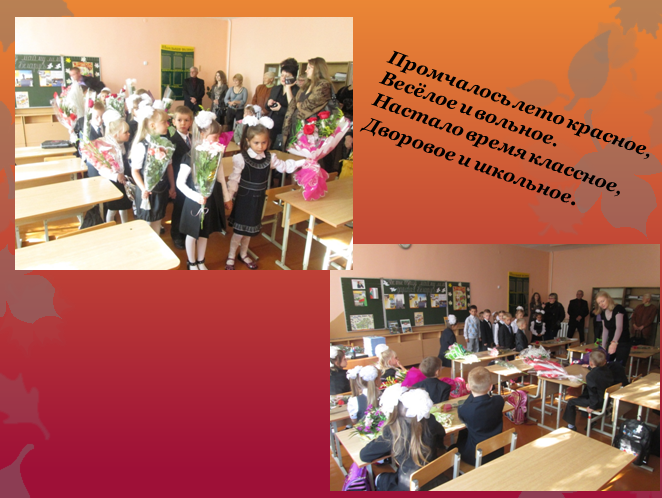 Промчалось лето красное,
Весёлое и вольное.
Настало время классное,
Дворовое и школьное.